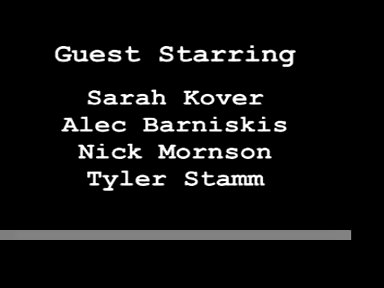 Guest Starring
Sarah Kover
Alec Barniskis
Nick Mornson
Tyler Stamm